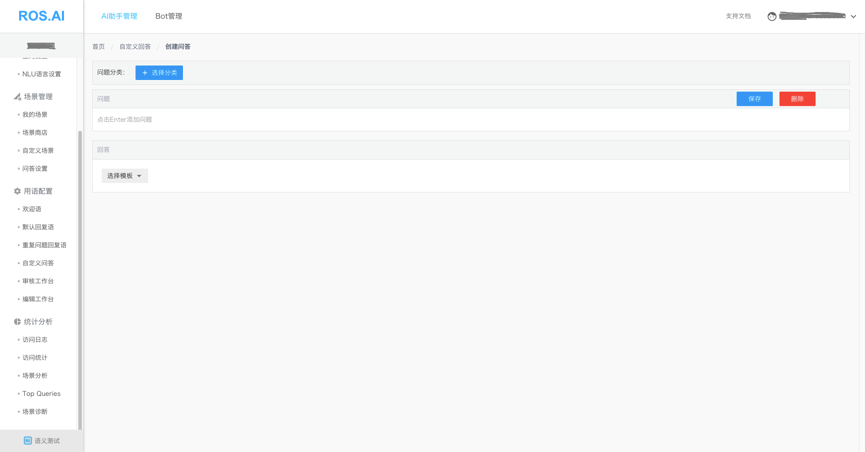 ROS.AI
AI助手管理
Bot管理
支持文档
首页 / 自定义回答 / 创建问答
NLU语言设置
场景管理
我的场景
场景商店
自定义场景
问答设置
用语配置
欢迎语
默认回复语
重复问题回复语
自定义问答
审核工作台
编辑工作台
统计分析
访问日志
访问统计
场景分析
Top Queries
场景诊断
语义测试
问题分类：
+ 选择分类
问题
保存
删除
点击Enter添加问题
回答
选择模板